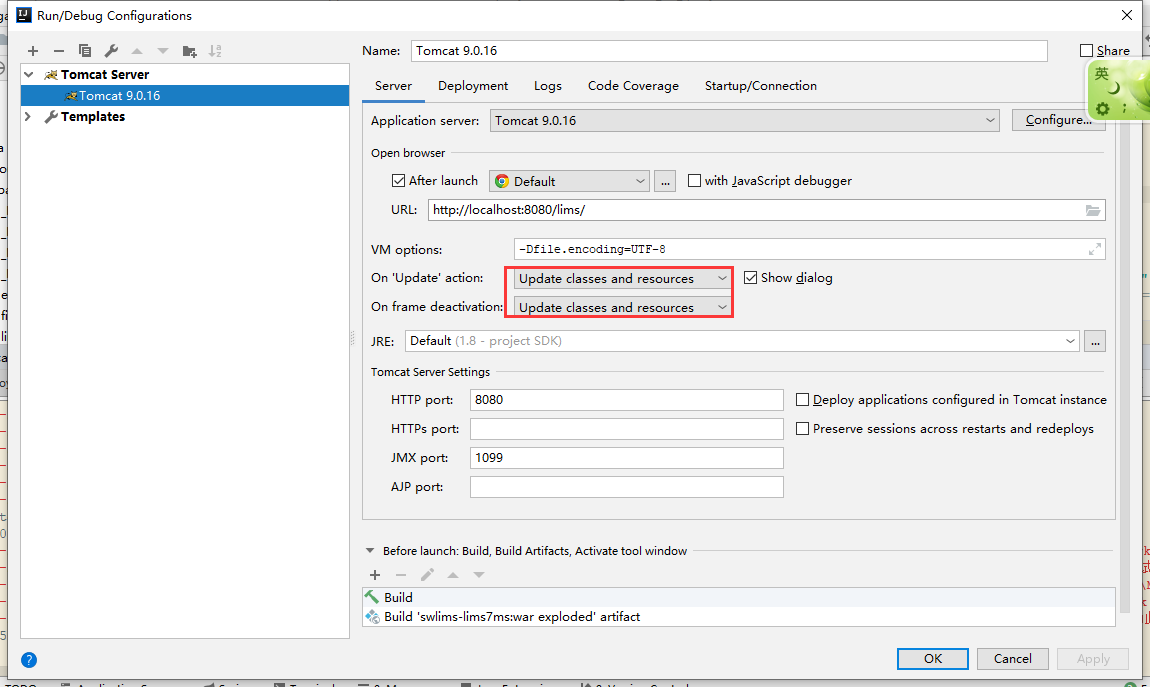 Run/Debug Configurations
Name: Tomcat 9.0.16
Share
英
Tomcat Server
Tomcat 9.0.16
Templates
Server Deployment Logs Code Coverage Startup/Connection
Application server: Tomcat 9.0.16 Configure...
Open browser
After launch Default ... with JavaScript debugger
URL: http://localhost:8080/lims/
VM options: -Dfile.encoding=UTF-8
On 'Update' action: Update classes and resources Show dialog
On frame deactivation: Update classes and resources
JRE: Default (1.8 - project SDK) ...
Tomcat Server Settings
HTTP port: 8080 Deploy applications configured in Tomcat instance
HTTPs port: Preserve sessions across restarts and redeploys
JMX port: 1099
AJP port:
Before launch: Build, Build Artifacts, Activate tool window
Build
Build 'swlims-lims7ms:war exploded' artifact
? OK Cancel Apply